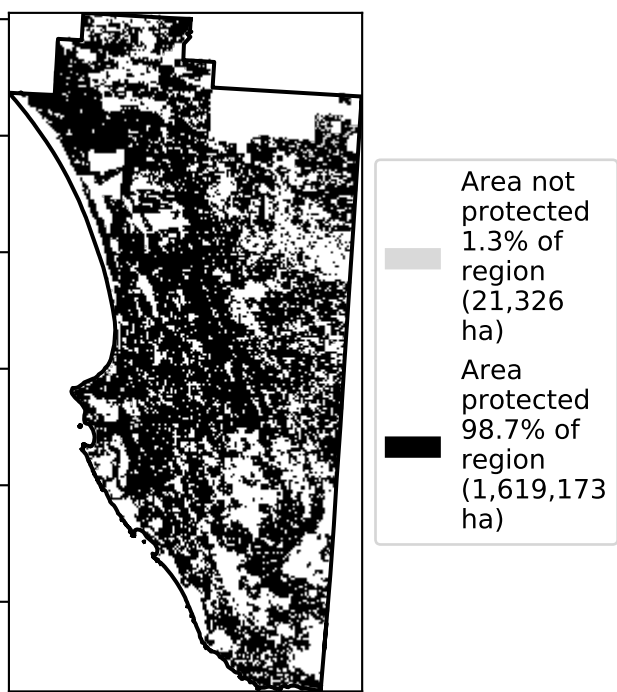 Area not
protected
1.3% of
region
(21,326
ha)
Area
protected
98.7% of
region
(1,619,173
ha)